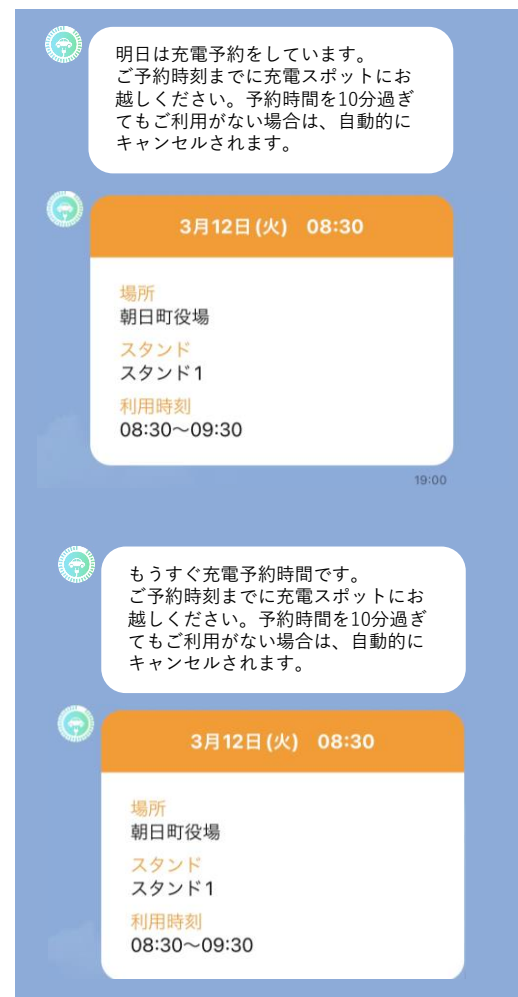 明日は充電予約をしています。
ご予約時刻までに充電スポットにお
越しください。予約時間を10分過ぎ
てもご利用がない場合は、自動的に
キャンセルされます。
3月12日(火) 08:30
場所
朝日町役場
スタンド
スタンド1
利用時刻
08:30〜09:30
19:00
もうすぐ充電予約時間です。
ご予約時刻までに充電スポットにお
越しください。予約時間を10分過ぎ
てもご利用がない場合は、自動的に
キャンセルされます。
3月12日(火) 08:30
場所
朝日町役場
スタンド
スタンド1
利用時刻
08:30〜09:30